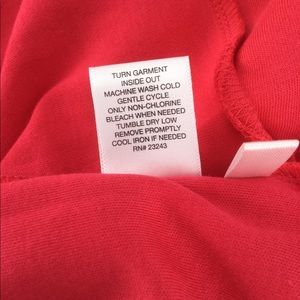 TURN GARMENT
INSIDE OUT
MACHINE WASH COLD
GENTLE CYCLE
ONLY NON-CHLORINE
BLEACH WHEN NEEDED
TUMBLE DRY LOW
REMOVE PROMPTLY
COOL IRON IF NEEDED
RN# 23243